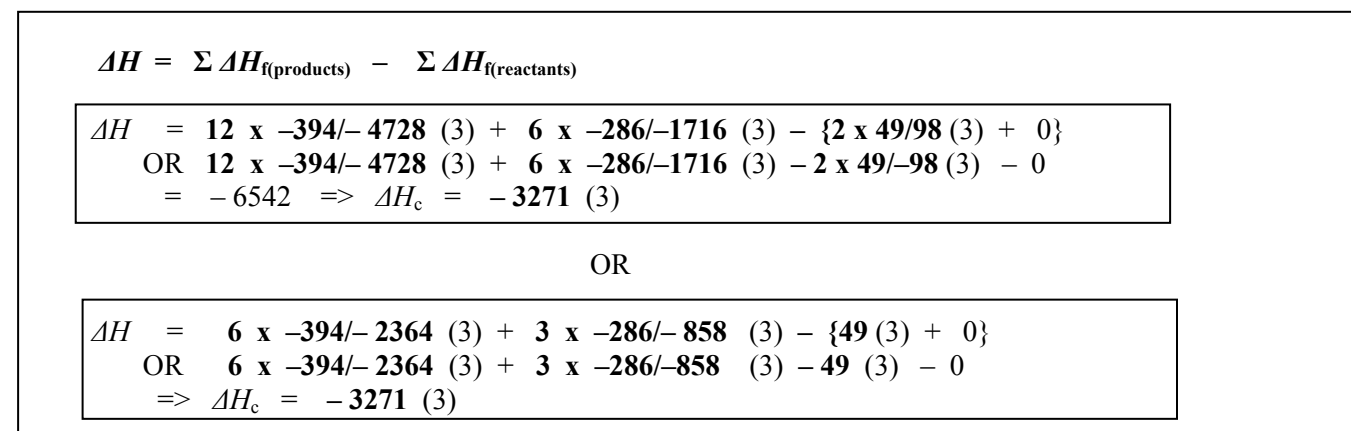 ΔH = Σ ΔHf(products) – Σ ΔHf(reactants)
ΔH = 12 x –394/– 4728 (3) + 6 x –286/–1716 (3) – {2 x 49/98 (3) + 0}
OR 12 x –394/– 4728 (3) + 6 x –286/–1716 (3) – 2 x 49/–98 (3) – 0
= – 6542 => ΔHc = – 3271 (3)
OR
ΔH = 6 x –394/– 2364 (3) + 3 x –286/– 858 (3) – {49 (3) + 0}
OR 6 x –394/– 2364 (3) + 3 x –286/–858 (3) – 49 (3) – 0
=> ΔHc = – 3271 (3)